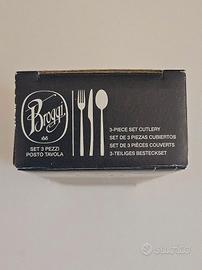 Broggi
SET 3 PEZZI
POSTO TAVOLA
3-PIECE SET CUTLERY
SET DE 3 PIEZAS CUBIERTOS
SET DE 3 PIÈCES COUVERTS
3-TEILIGES BESTECKSET
subito